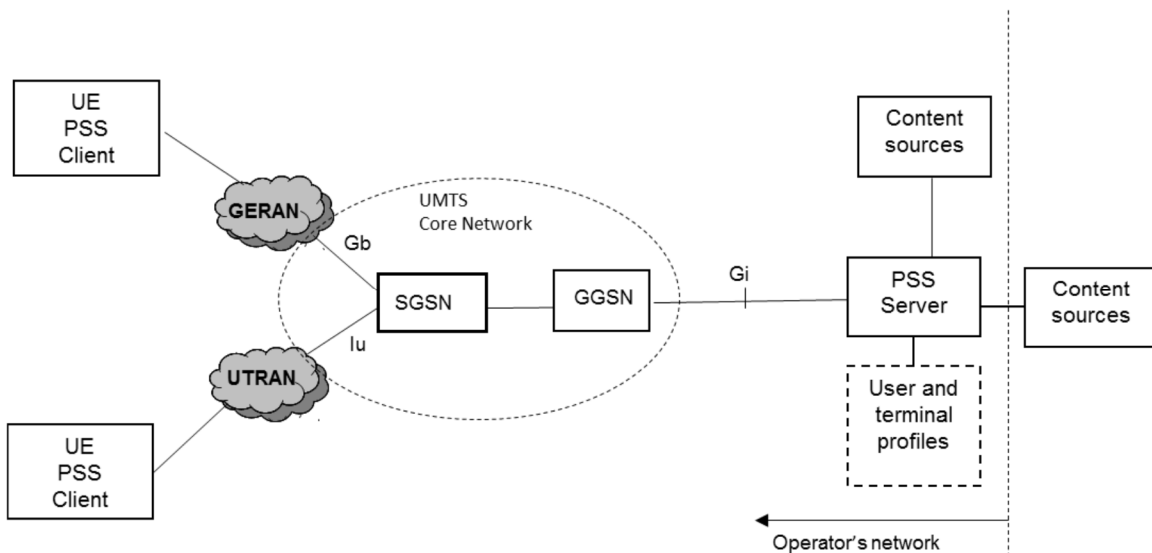 UE
PSS
Client
GERAN
UMTS
Core Network
Gb
SGSN
GGSN
Gi
Iu
UTRAN
UE
PSS
Client
Content
sources
PSS
Server
Content
sources
User and
terminal
profiles
Operator's network